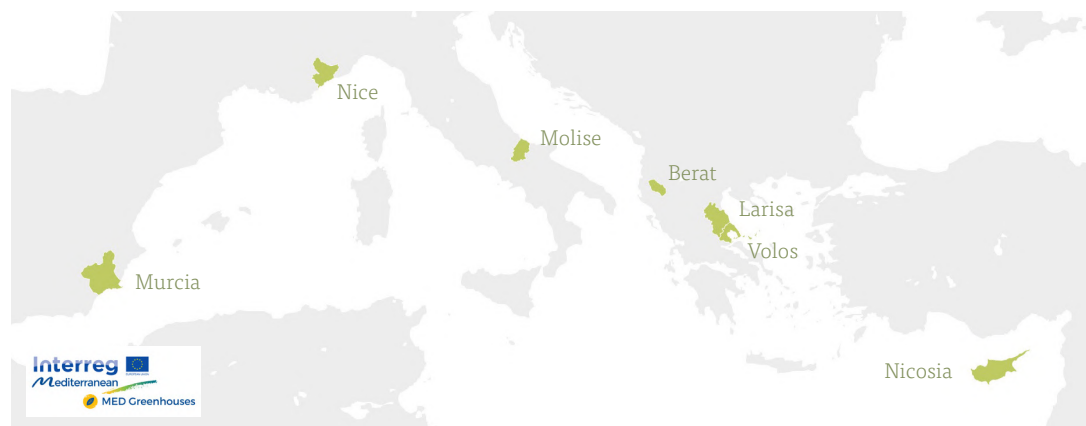 Nice
Molise
Berat
Larisa
Volos
Murcia
Nicosia
Interreg
Mediterranean
MED Greenhouses